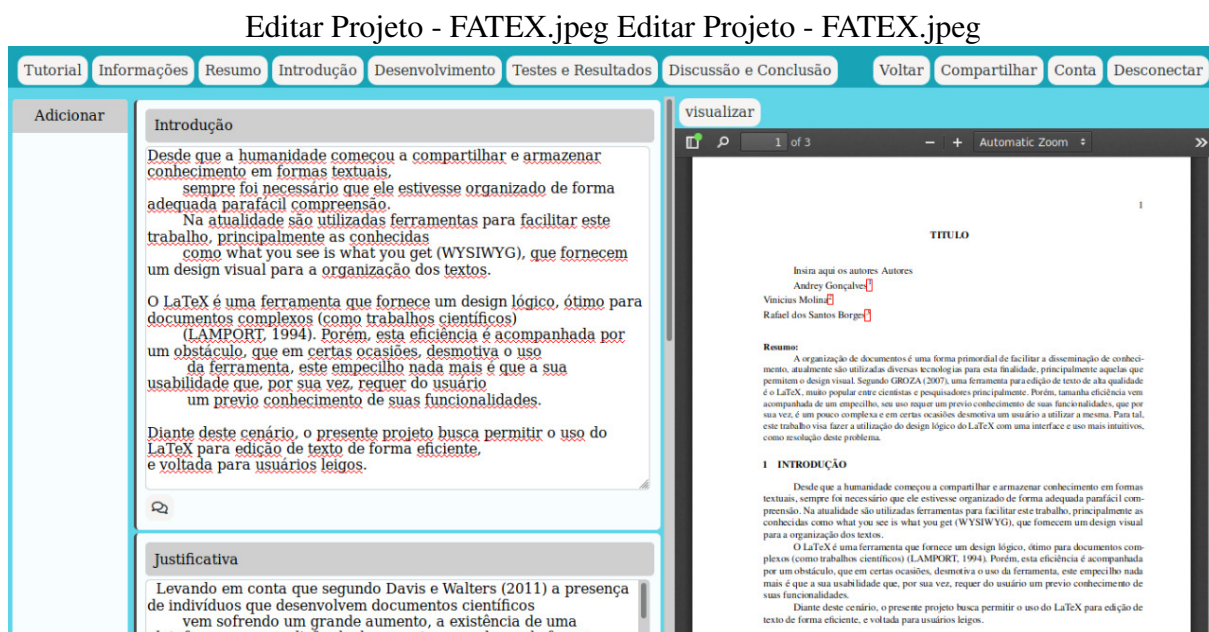 Editar Projeto - FATEX.jpeg Editar Projeto - FATEX.jpeg
Tutorial Informações Resumo Introdução Desenvolvimento Testes e Resultados Discussão e Conclusão Voltar Compartilhar Conta Desconectar
Adicionar
Introdução
Desde que a humanidade começou a compartilhar e armazenar
conhecimento em formas textuais,
sempre foi necessário que ele estivesse organizado de forma
adequada parafácil compreensão.
Na atualidade são utilizadas ferramentas para facilitar este
trabalho, principalmente as conhecidas
como what you see is what you get (WYSIWYG), que fornecem
um design visual para a organização dos textos.
O LaTeX é uma ferramenta que fornece um design lógico, ótimo para
documentos complexos (como trabalhos científicos)
(LAMPORT, 1994). Porém, esta eficiência é acompanhada por
um obstáculo, que em certas ocasiões, desmotiva o uso
da ferramenta, este empecilho nada mais é que a sua
usabilidade que, por sua vez, requer do usuário
um previo conhecimento de suas funcionalidades.
Diante deste cenário, o presente projeto busca permitir o uso do
LaTeX para edição de texto de forma eficiente,
e voltada para usuários leigos.
Justificativa
Levando em conta que segundo Davis e Walters (2011) a presença
de indivíduos que desenvolvem documentos científicos
vem sofrendo um grande aumento, a existência de uma
visualizar
1 of 3 − + Automatic Zoom
1
TITULO
Insira aqui os autores Autores
Andrey Gonçalves1
Vinicius Molina2
Rafael dos Santos Borges3
Resumo:
A organização de documentos é uma forma primordial de facilitar a disseminação de conheci-
mento, atualmente são utilizadas diversas tecnologias para esta finalidade, principalmente aquelas que
permitem o design visual. Segundo GROZA (2007), uma ferramenta para edição de texto de alta qualidade
é o LaTeX, muito popular entre cientistas e pesquisadores principalmente. Porém, tamanha eficiência vem
acompanhada de um empecilho, seu uso requer um previo conhecimento de suas funcionalidades, que por
sua vez, é um pouco complexa e em certas ocasiões desmotiva um usuário a utilizar a mesma. Para tal,
este trabalho visa fazer a utilização do design lógico do LaTeX com uma interface e uso mais intuitivos,
como resolução deste problema.
1 INTRODUÇÃO
Desde que a humanidade começou a compartilhar e armazenar conhecimento em formas
textuais, sempre foi necessário que ele estivesse organizado de forma adequada parafácil com-
preensão. Na atualidade são utilizadas ferramentas para facilitar este trabalho, principalmente as
conhecidas como what you see is what you get (WYSIWYG), que fornecem um design visual
para a organização dos textos.
O LaTeX é uma ferramenta que fornece um design lógico, ótimo para documentos com-
plexos (como trabalhos científicos) (LAMPORT, 1994). Porém, esta eficiência é acompanhada
por um obstáculo, que em certas ocasiões, desmotiva o uso da ferramenta, este empecilho nada
mais é que a sua usabilidade que, por sua vez, requer do usuário um previo conhecimento de
suas funcionalidades.
Diante deste cenário, o presente projeto busca permitir o uso do LaTeX para edição de
texto de forma eficiente, e voltada para usuários leigos.